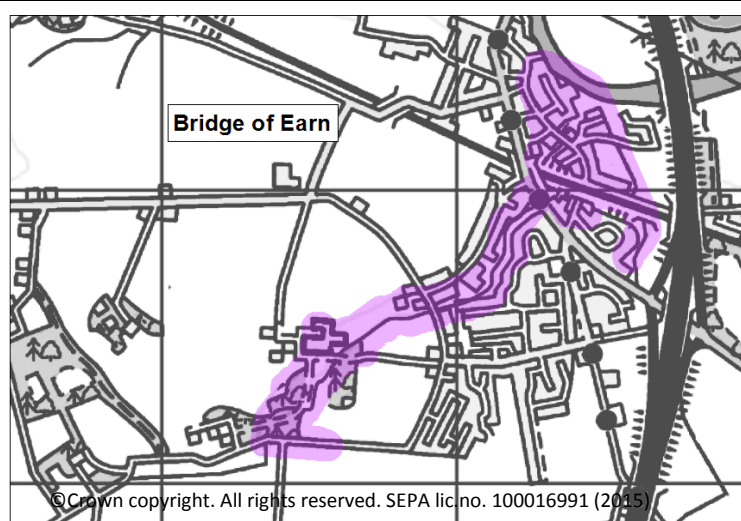 Bridge of Earn
©Crown copyright. All rights reserved. SEPA lic.no. 100016991 (2015)